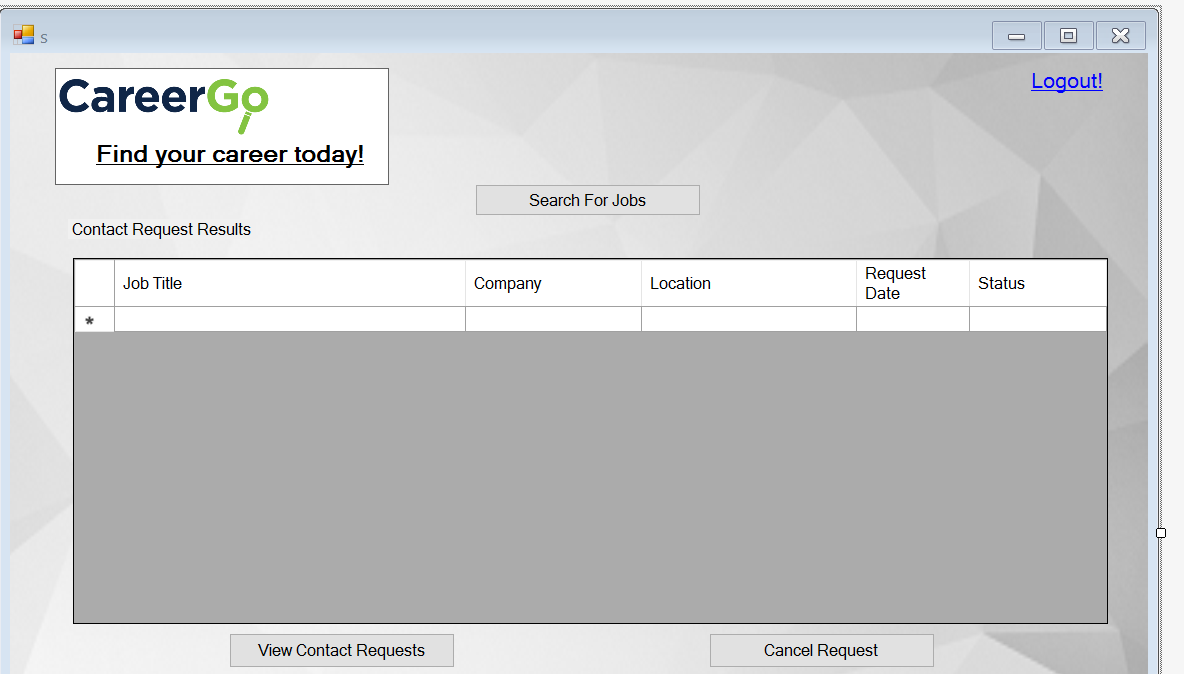 s
Logout!
CareerGo
Find your career today!
Search For Jobs
Contact Request Results
Job Title Company Location Request Date Status
*
View Contact Requests Cancel Request